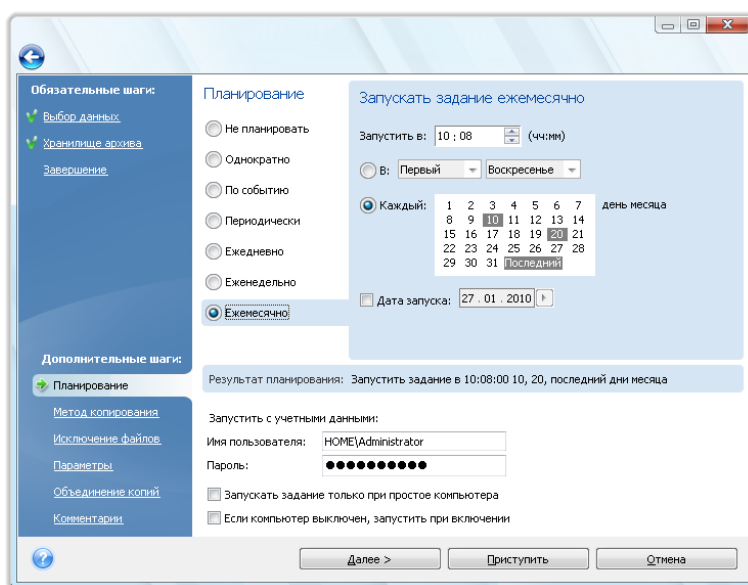 Обязательные шаги:
Выбор данных
Хранилище архива
Завершение
Дополнительные шаги:
Планирование
Метод копирования
Исключение файлов
Параметры
Объединение копий
Комментарии
Планирование
Не планировать
Однократно
По событию
Периодически
Ежедневно
Еженедельно
Ежемесячно
Запускать задание ежемесячно
Запустить в: 10 : 08 (чч:мм)
В: Первый Воскресенье
Каждый: день месяца
1 2 3 4 5 6 7
8 9 10 11 12 13 14
15 16 17 18 19 20 21
22 23 24 25 26 27 28
29 30 31 Последний
Дата запуска: 27 . 01 . 2010
Результат планирования: Запустить задание в 10:08:00 10, 20, последний дни месяца
Запустить с учетными данными:
Имя пользователя: HOME\Administrator
Пароль: ●●●●●●●●●●
Запускать задание только при простое компьютера
Если компьютер выключен, запустить при включении
Далее >
Приступить
Отмена